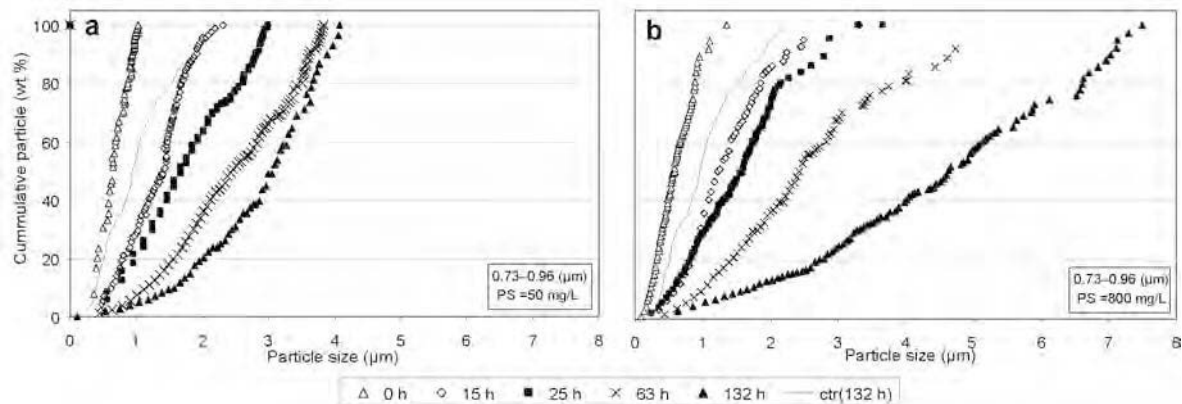 a
b
Cummulative particle (wt %)
100
80
60
40
20
0
0 1 2 3 4 5 6 7 8
Particle size (µm)
0.73–0.96 (µm)
PS =50 mg/L
0 1 2 3 4 5 6 7 8
Particle size (µm)
0.73–0.96 (µm)
PS =800 mg/L
0 h 15 h 25 h 63 h 132 h ctr(132 h)